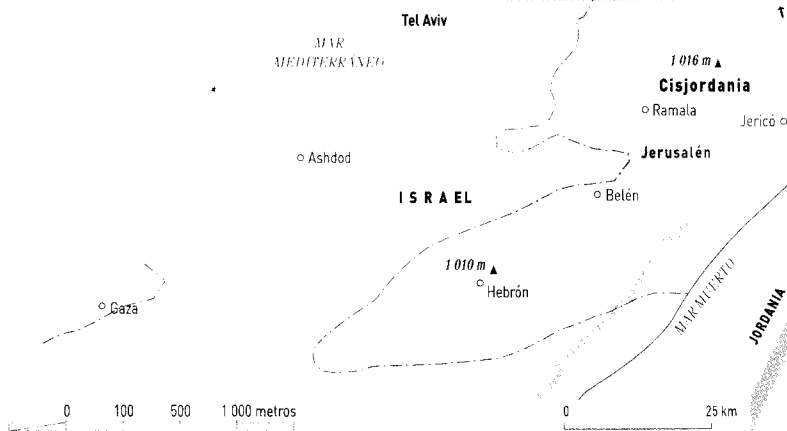 Tel Aviv
MAR
MEDITERRÁNEO
1 016 m
Cisjordania
Ramala
Jericó
Ashdod
Jerusalén
ISRAEL
Belén
1 010 m
Hebrón
Gaza
MAR MUERTO
JORDANIA
0 100 500 1 000 metros
0 25 km